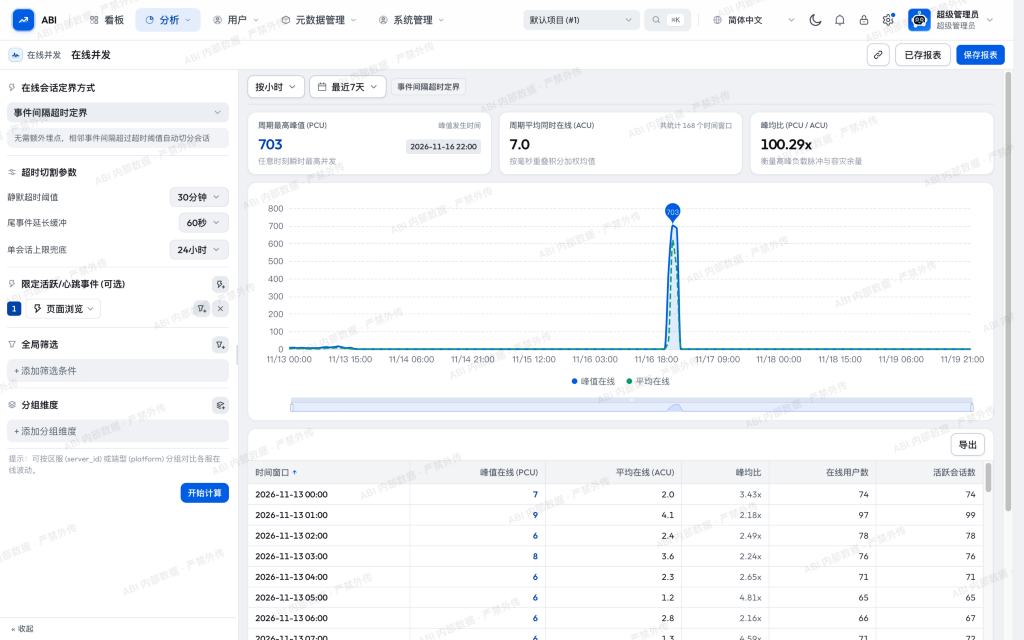 ABI 看板 分析 用户 元数据管理 系统管理 默认项目 (#1) ⌘K 简体中文 超级管理员
超级管理员
在线并发 在线并发 已存报表 保存报表
在线会话定界方式
事件间隔超时定界
无需额外埋点，相邻事件间隔超过超时阈值自动切分会话
超时切割参数
静默超时阈值 30分钟
尾事件延长缓冲 60秒
单会话上限兜底 24小时
限定活跃/心跳事件 (可选)
1 页面浏览
全局筛选
+ 添加筛选条件
分组维度
+ 添加分组维度
提示：可按区服 (server_id) 或端型 (platform) 分组对比各服在
线波动。
开始计算
« 收起
按小时 最近7天 事件间隔超时定界
周期最高峰值 (PCU) 峰值发生时间
703 2026-11-16 22:00
任意时刻瞬时最高并发
周期平均同时在线 (ACU) 共统计 168 个时间窗口
7.0
按毫秒重叠积分加权均值
峰均比 (PCU / ACU)
100.29x
衡量高峰负载脉冲与容灾余量
800
700
600
500
400
300
200
100
0
703
11/13 00:00 11/13 15:00 11/14 06:00 11/14 21:00 11/15 12:00 11/16 03:00 11/16 18:00 11/17 09:00 11/18 00:00 11/18 15:00 11/19 06:00 11/19 21:00
峰值在线 平均在线
导出
时间窗口 ↑ 峰值在线 (PCU) 平均在线 (ACU) 峰均比 在线用户数 活跃会话数
2026-11-13 00:00 7 2.0 3.43x 74 74
2026-11-13 01:00 9 4.1 2.18x 97 99
2026-11-13 02:00 6 2.4 2.49x 78 78
2026-11-13 03:00 8 3.6 2.24x 76 76
2026-11-13 04:00 6 2.3 2.65x 71 71
2026-11-13 05:00 6 1.2 4.81x 65 65
2026-11-13 06:00 6 2.8 2.16x 66 67
2026-11-13 07:00 6 1.3 4.59x 71 72
ABI 内部数据 · 严禁外传